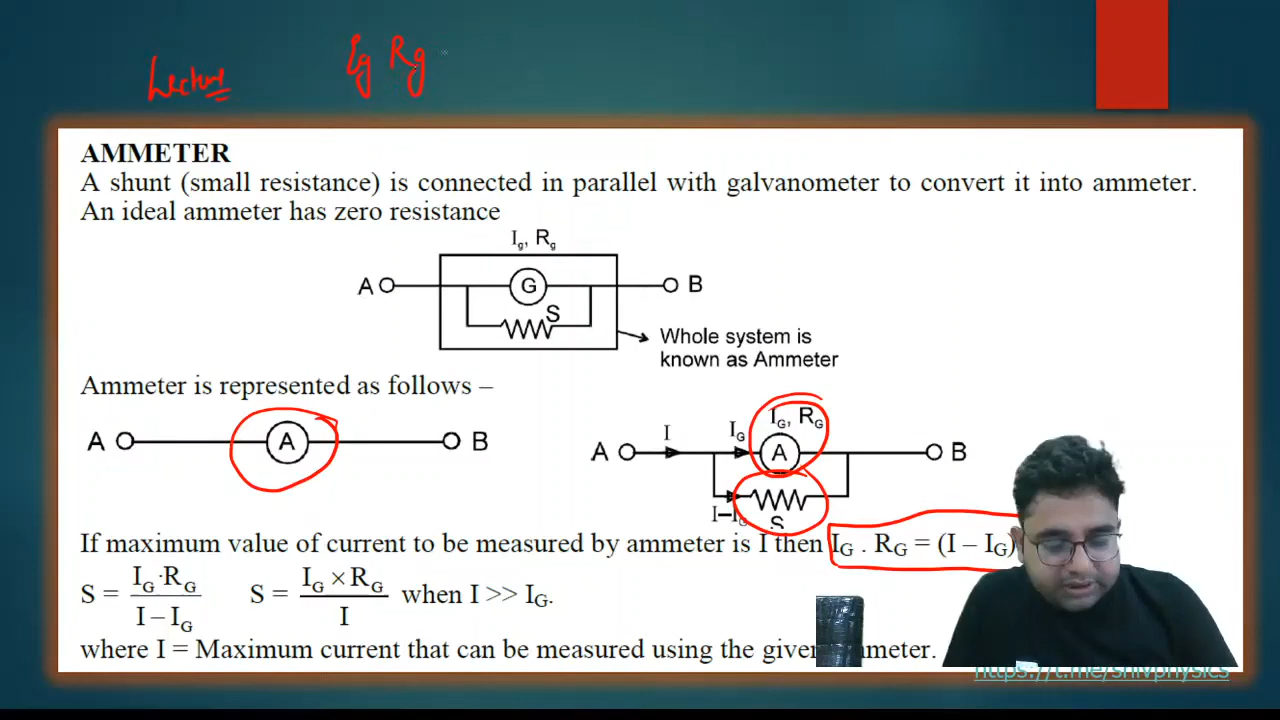 Lecture Ig Rg
AMMETER
A shunt (small resistance) is connected in parallel with galvanometer to convert it into ammeter.
An ideal ammeter has zero resistance
Ig, Rg
A G B
S
Whole system is
known as Ammeter
Ammeter is represented as follows –
A A B
IG, RG
A I IG A B
I–IG S
If maximum value of current to be measured by ammeter is I then IG . RG = (I – IG)
S = IG·RG / I – IG S = IG × RG / I when I >> IG.
where I = Maximum current that can be measured using the given
https://t.me/shivphysics